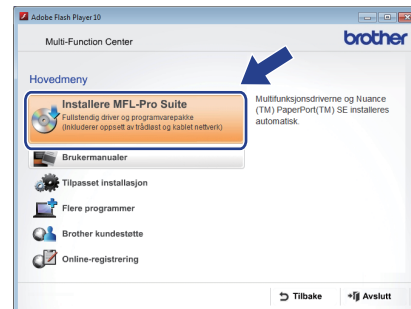 Adobe Flash Player 10
Multi-Function Center
brother
Hovedmeny
Installere MFL-Pro Suite
Fullstendig driver og programvarepakke
(Inkluderer oppsett av trådløst og kablet nettverk)
Multifunksjonsdriverne og Nuance
(TM) PaperPort(TM) SE installeres
automatisk.
Brukermanualer
Tilpasset installasjon
Flere programmer
Brother kundestøtte
Online-registrering
Tilbake
Avslutt